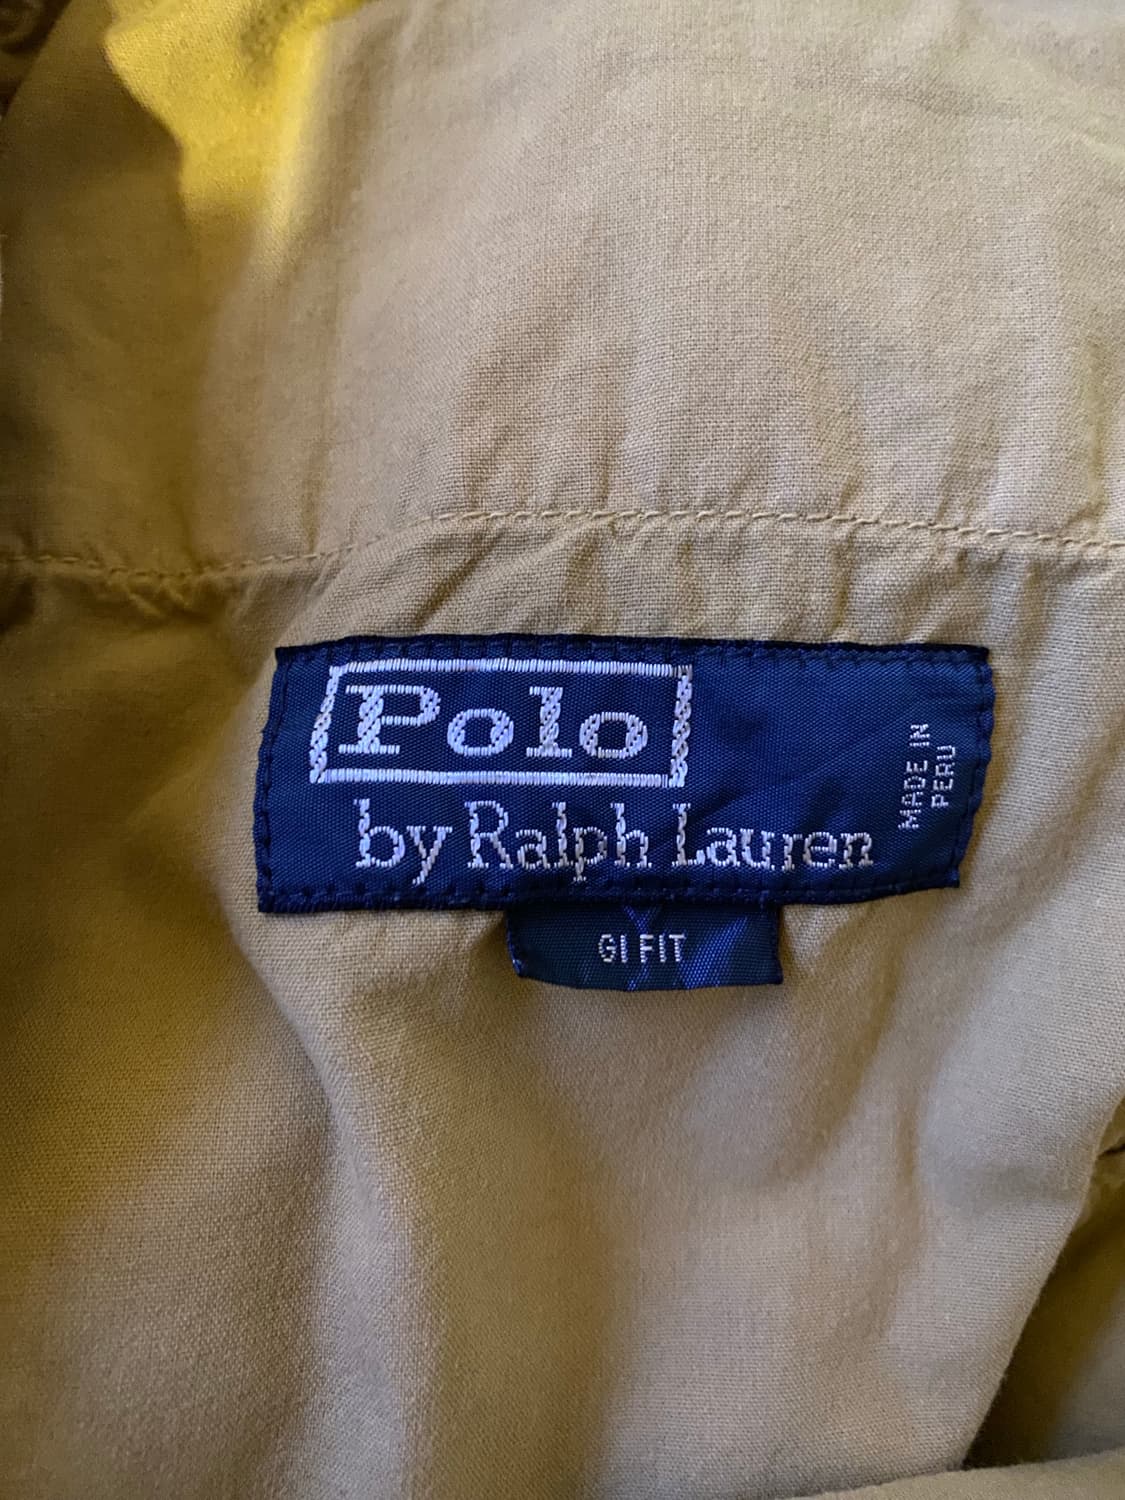 Polo
by Ralph Lauren
MADE IN
PERU
GI FIT